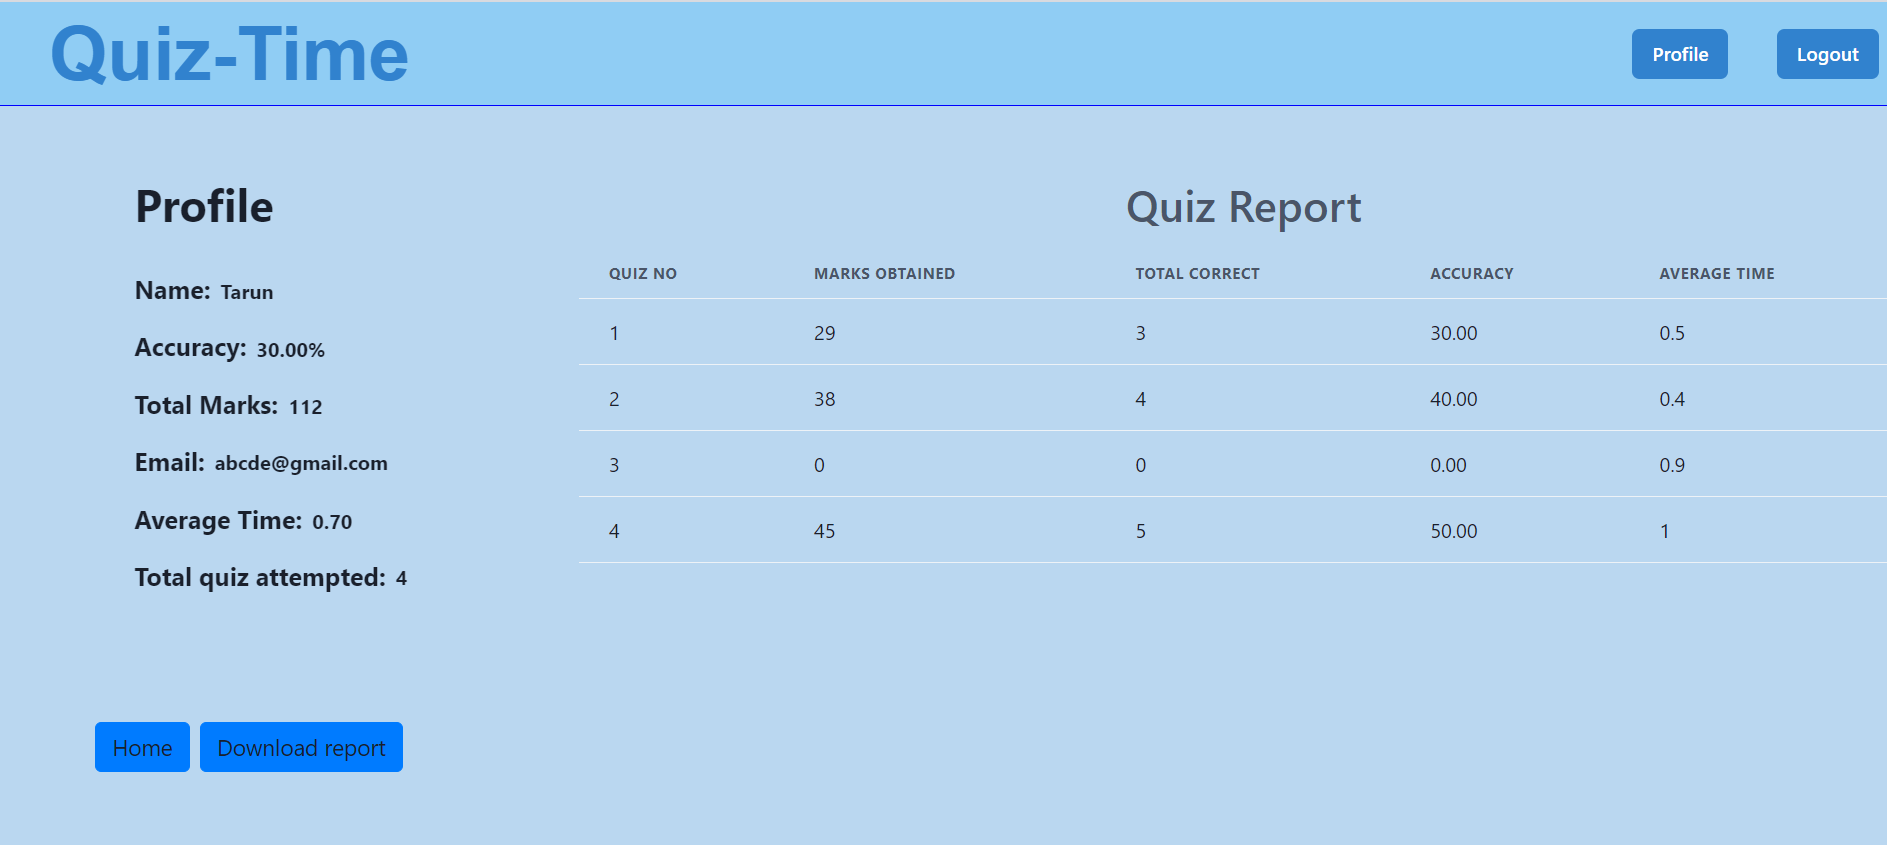 Quiz-Time
Profile
Logout
Profile
Name: Tarun
Accuracy: 30.00%
Total Marks: 112
Email: abcde@gmail.com
Average Time: 0.70
Total quiz attempted: 4
Home
Download report
Quiz Report
QUIZ NO MARKS OBTAINED TOTAL CORRECT ACCURACY AVERAGE TIME
1 29 3 30.00 0.5
2 38 4 40.00 0.4
3 0 0 0.00 0.9
4 45 5 50.00 1